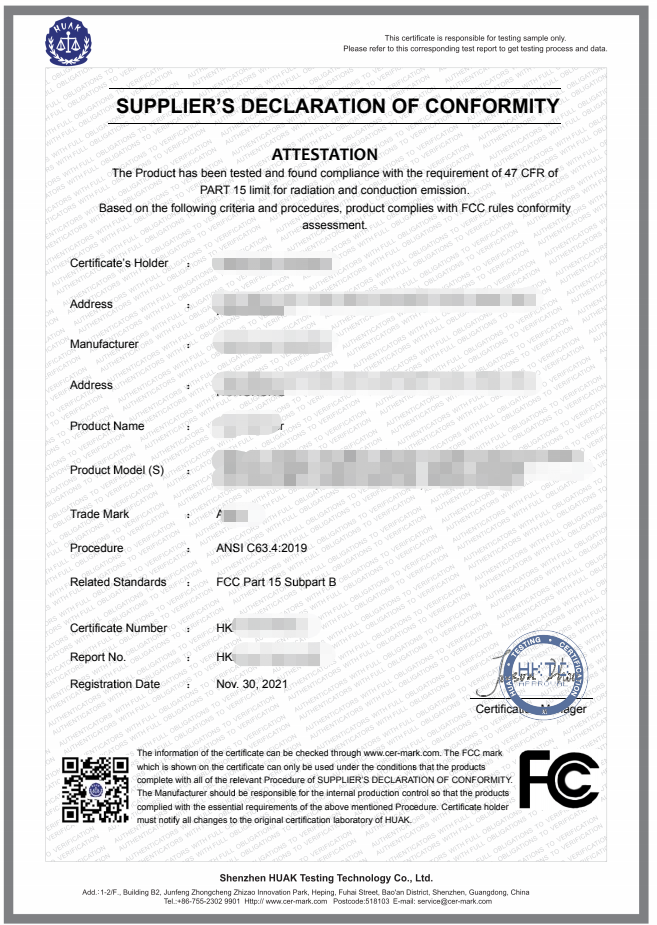 HUAK
This certificate is responsible for testing sample only.
Please refer to this corresponding test report to get testing process and data.
SUPPLIER'S DECLARATION OF CONFORMITY
ATTESTATION
The Product has been tested and found compliance with the requirement of 47 CFR of
PART 15 limit for radiation and conduction emission.
Based on the following criteria and procedures, product complies with FCC rules conformity
assessment.
Certificate's Holder :
Address :
Manufacturer :
Address :
Product Name :
Product Model (S) :
Trade Mark : A
Procedure : ANSI C63.4:2019
Related Standards : FCC Part 15 Subpart B
Certificate Number : HK
Report No. : HK
Registration Date : Nov. 30, 2021
HUAK TESTING CERTIFICATION
Certification Manager
The information of the certificate can be checked through www.cer-mark.com. The FCC mark
which is shown on the certificate can only be used under the conditions that the products
complete with all of the relevant Procedure of SUPPLIER'S DECLARATION OF CONFORMITY.
The Manufacturer should be responsible for the internal production control so that the products
complied with the essential requirements of the above mentioned Procedure. Certificate holder
must notify all changes to the original certification laboratory of HUAK.
FC
Shenzhen HUAK Testing Technology Co., Ltd.
Add.:1-2/F., Building B2, Junfeng Zhongcheng Zhizao Innovation Park, Heping, Fuhai Street, Bao'an District, Shenzhen, Guangdong, China
Tel.:+86-755-2302 9901 Http:// www.cer-mark.com Postcode:518103 E-mail: service@cer-mark.com